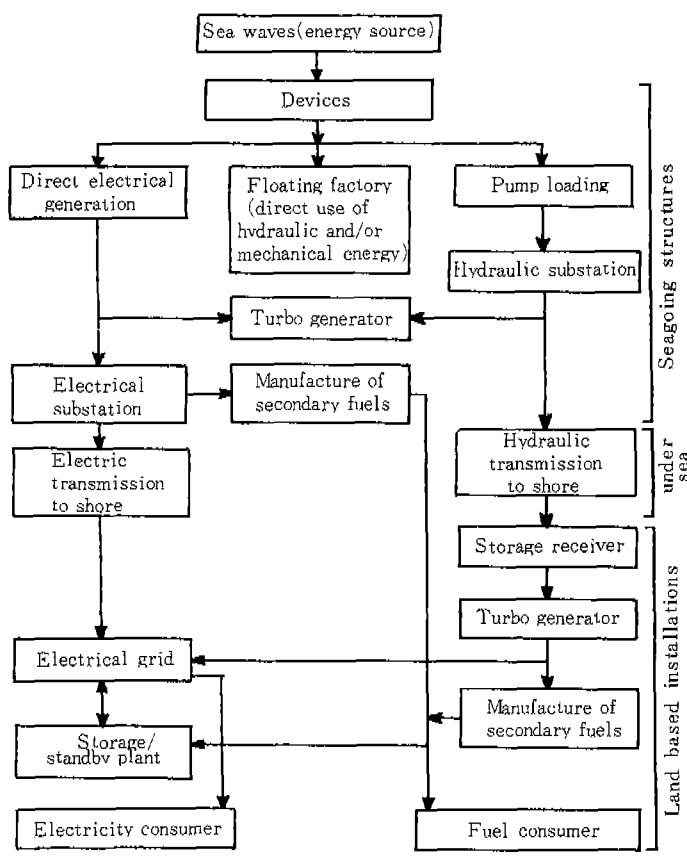 Sea waves(energy source)
Devices
Direct electrical
generation
Floating factory
(direct use of
hydraulic and/or
mechanical energy)
Pump loading
Hydraulic substation
Turbo generator
Electrical
substation
Manufacture of
secondary fuels
Electric
transmission
to shore
Hydraulic
transmission
to shore
Storage receiver
Turbo generator
Electrical grid
Manufacture of
secondary fuels
Storage/
standby plant
Electricity consumer
Fuel consumer
Seagoing structures
under
sea
Land based installations